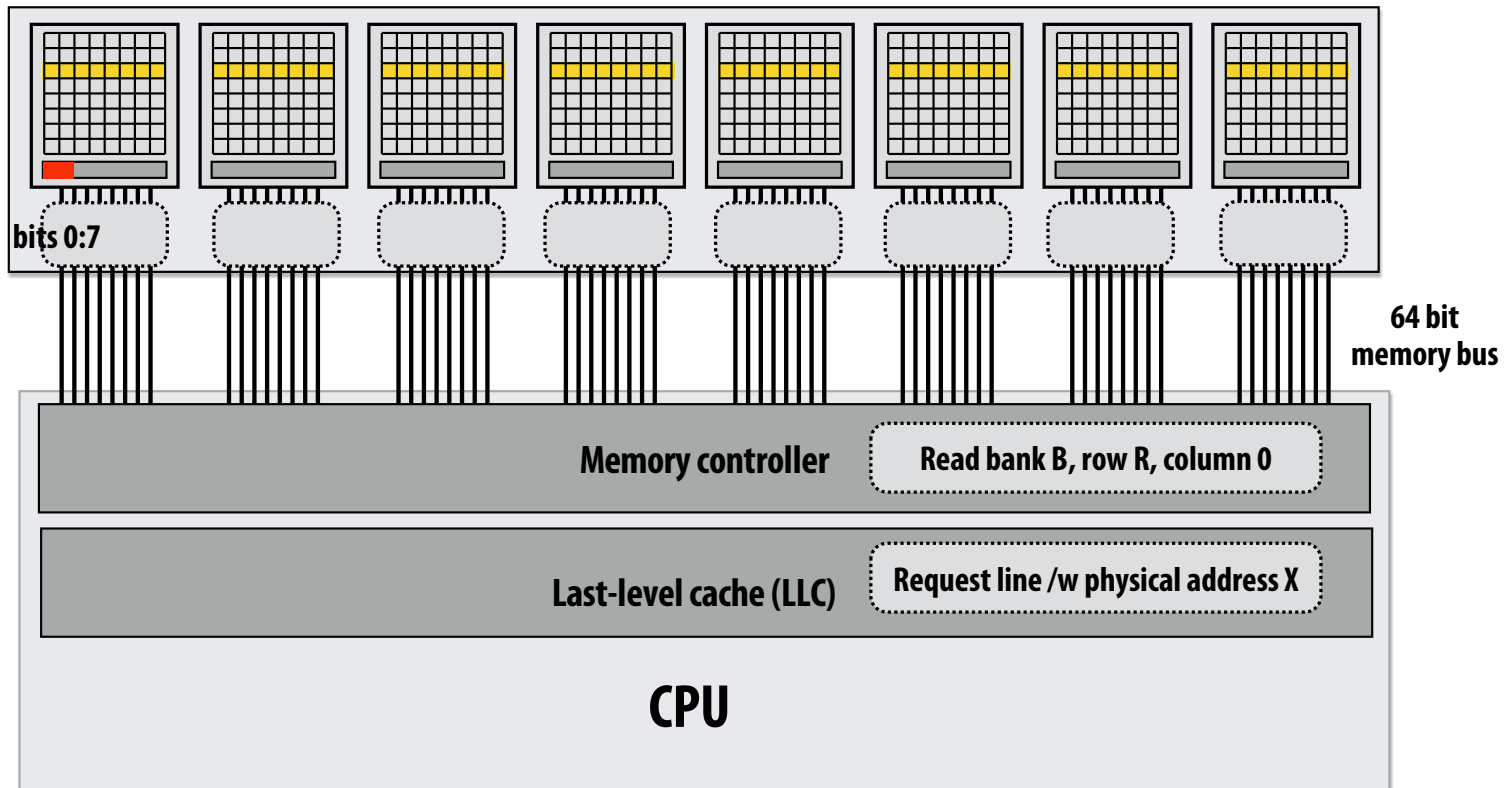 bits 0:7
64 bit
memory bus
Memory controller
Read bank B, row R, column 0
Last-level cache (LLC)
Request line /w physical address X
CPU